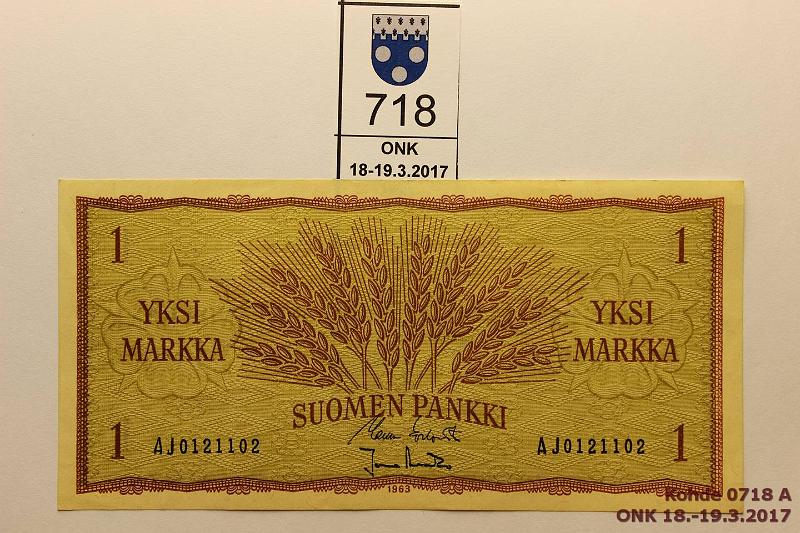 718
ONK
18-19.3.2017
1 1
YKSI MARKKA
YKSI MARKKA
SUOMEN PANKKI
1 AJ0121102 AJ0121102 1
1963
Kohde 0718 A
ONK 18.-19.3.2017